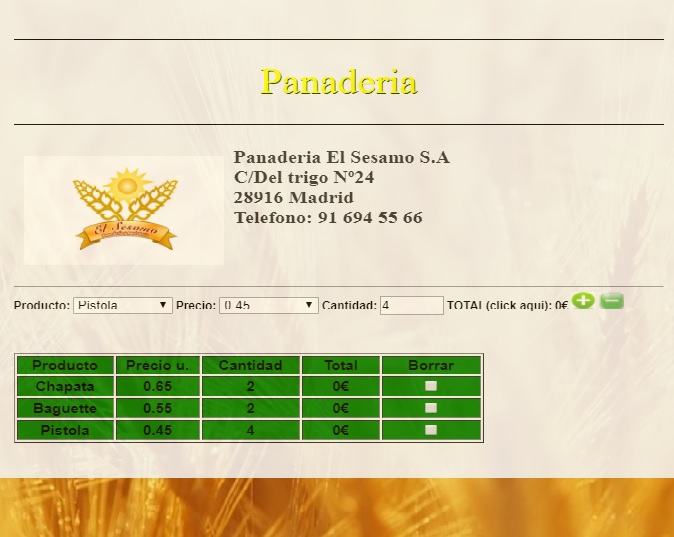 Panaderia
Panaderia El Sesamo S.A
C/Del trigo Nº24
28916 Madrid
Telefono: 91 694 55 66
El Sesamo
Producto: Pistola Precio: 0.45 Cantidad: 4 TOTAL(click aqui): 0€
Producto Precio u. Cantidad Total Borrar
Chapata 0.65 2 0€
Baguette 0.55 2 0€
Pistola 0.45 4 0€